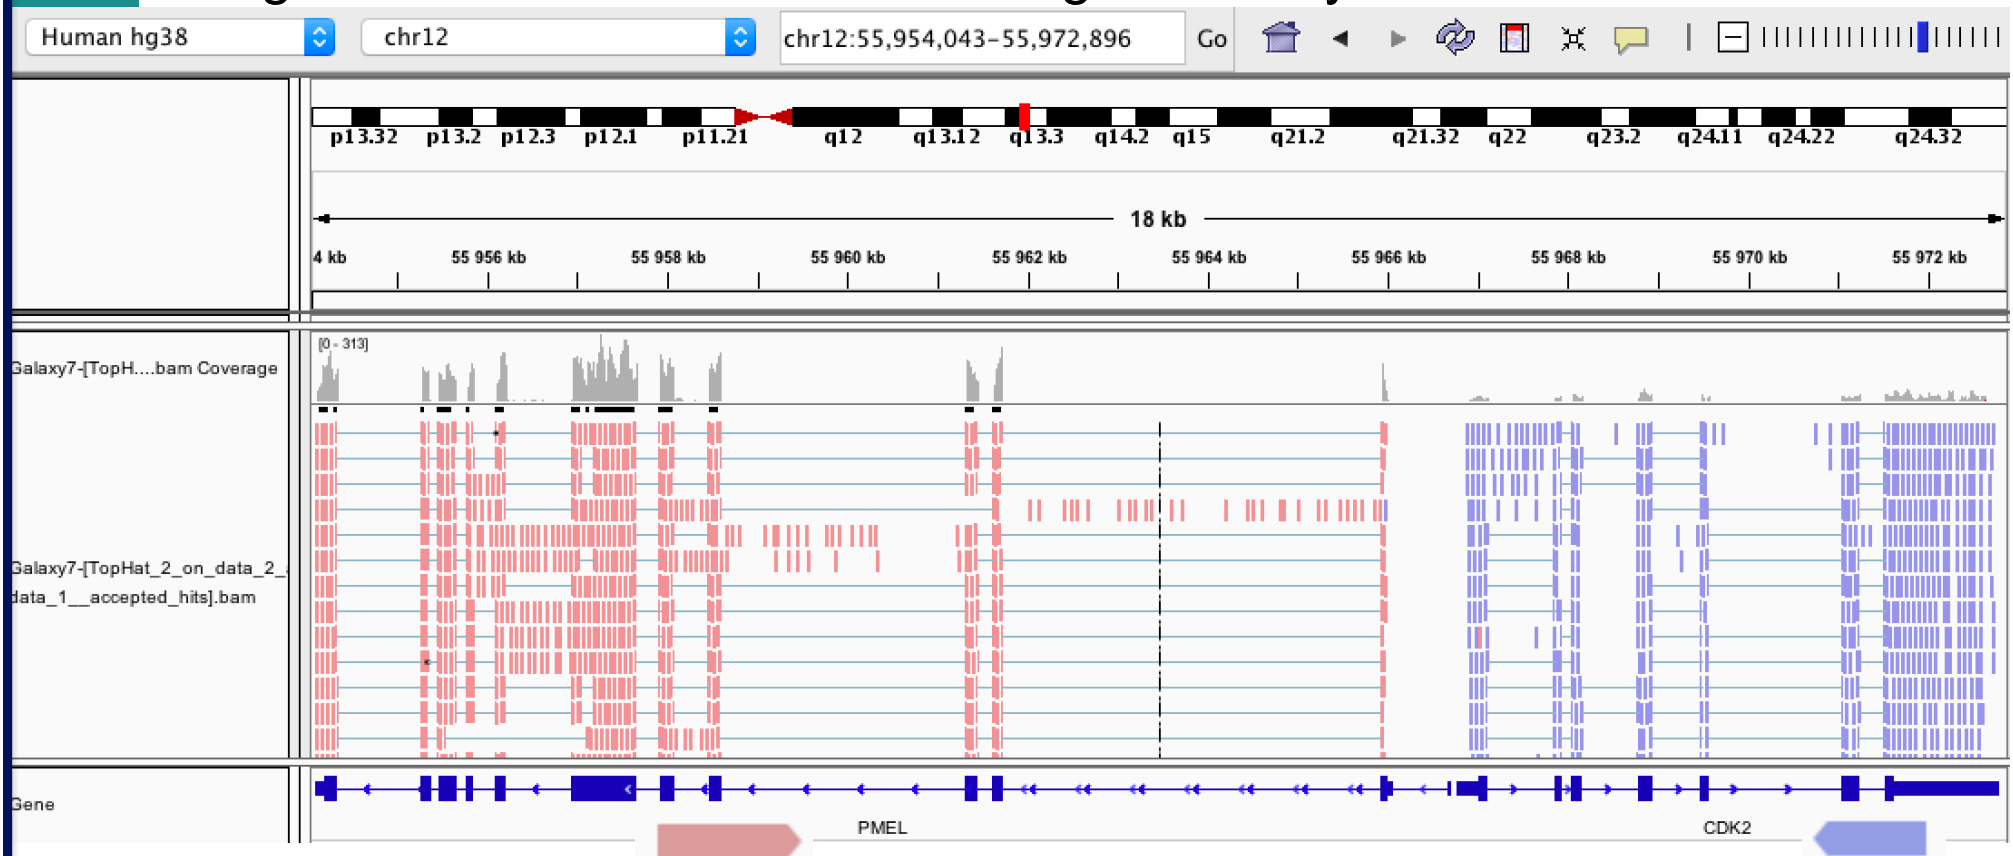 Human hg38 chr12 chr12:55,954,043-55,972,896 Go
p13.32 p13.2 p12.3 p12.1 p11.21 q12 q13.12 q13.3 q14.2 q15 q21.2 q21.32 q22 q23.2 q24.11 q24.22 q24.32
18 kb
4 kb 55 956 kb 55 958 kb 55 960 kb 55 962 kb 55 964 kb 55 966 kb 55 968 kb 55 970 kb 55 972 kb
[0 - 313]
Galaxy7-[TopH....bam Coverage
Galaxy7-[TopHat_2_on_data_2_
data_1__accepted_hits].bam
Gene
PMEL CDK2